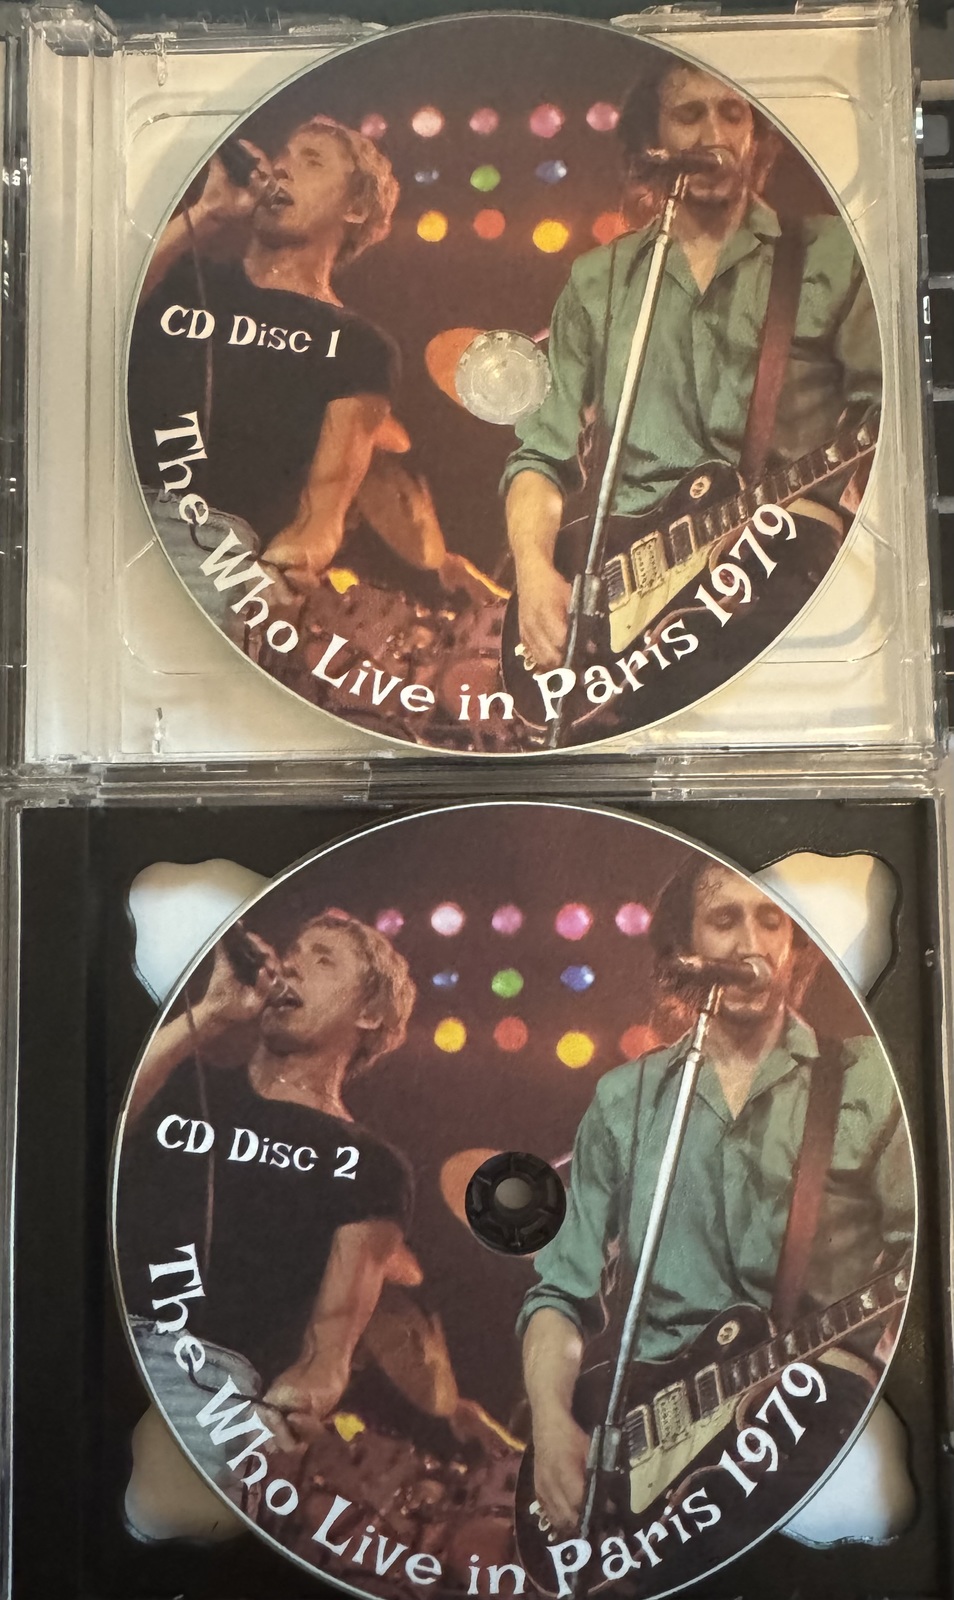 CD Disc 1
The Who Live in Paris 1979
CD Disc 2
The Who Live in Paris 1979